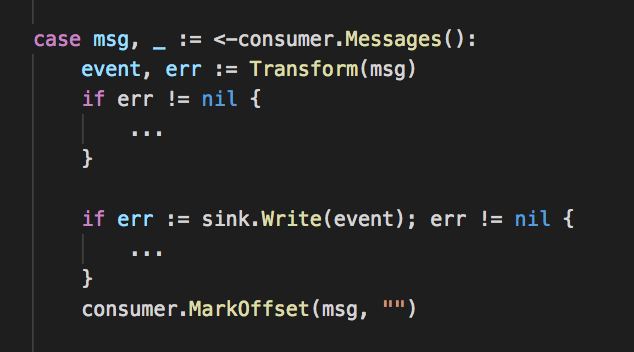 case msg, _ := <-consumer.Messages():
event, err := Transform(msg)
if err != nil {
...
}
if err := sink.Write(event); err != nil {
...
}
consumer.MarkOffset(msg, "")